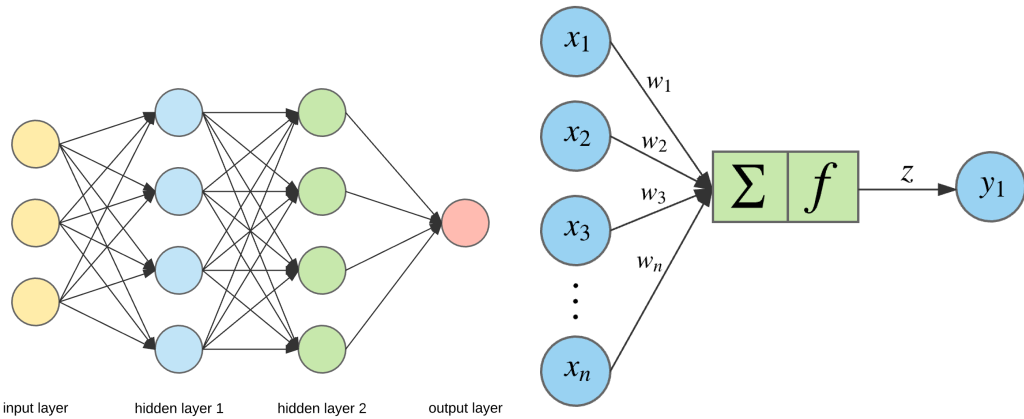 input layer
hidden layer 1
hidden layer 2
output layer
x₁
x₂
x₃
⋮
xₙ
w₁
w₂
w₃
wₙ
Σ
f
z
y₁